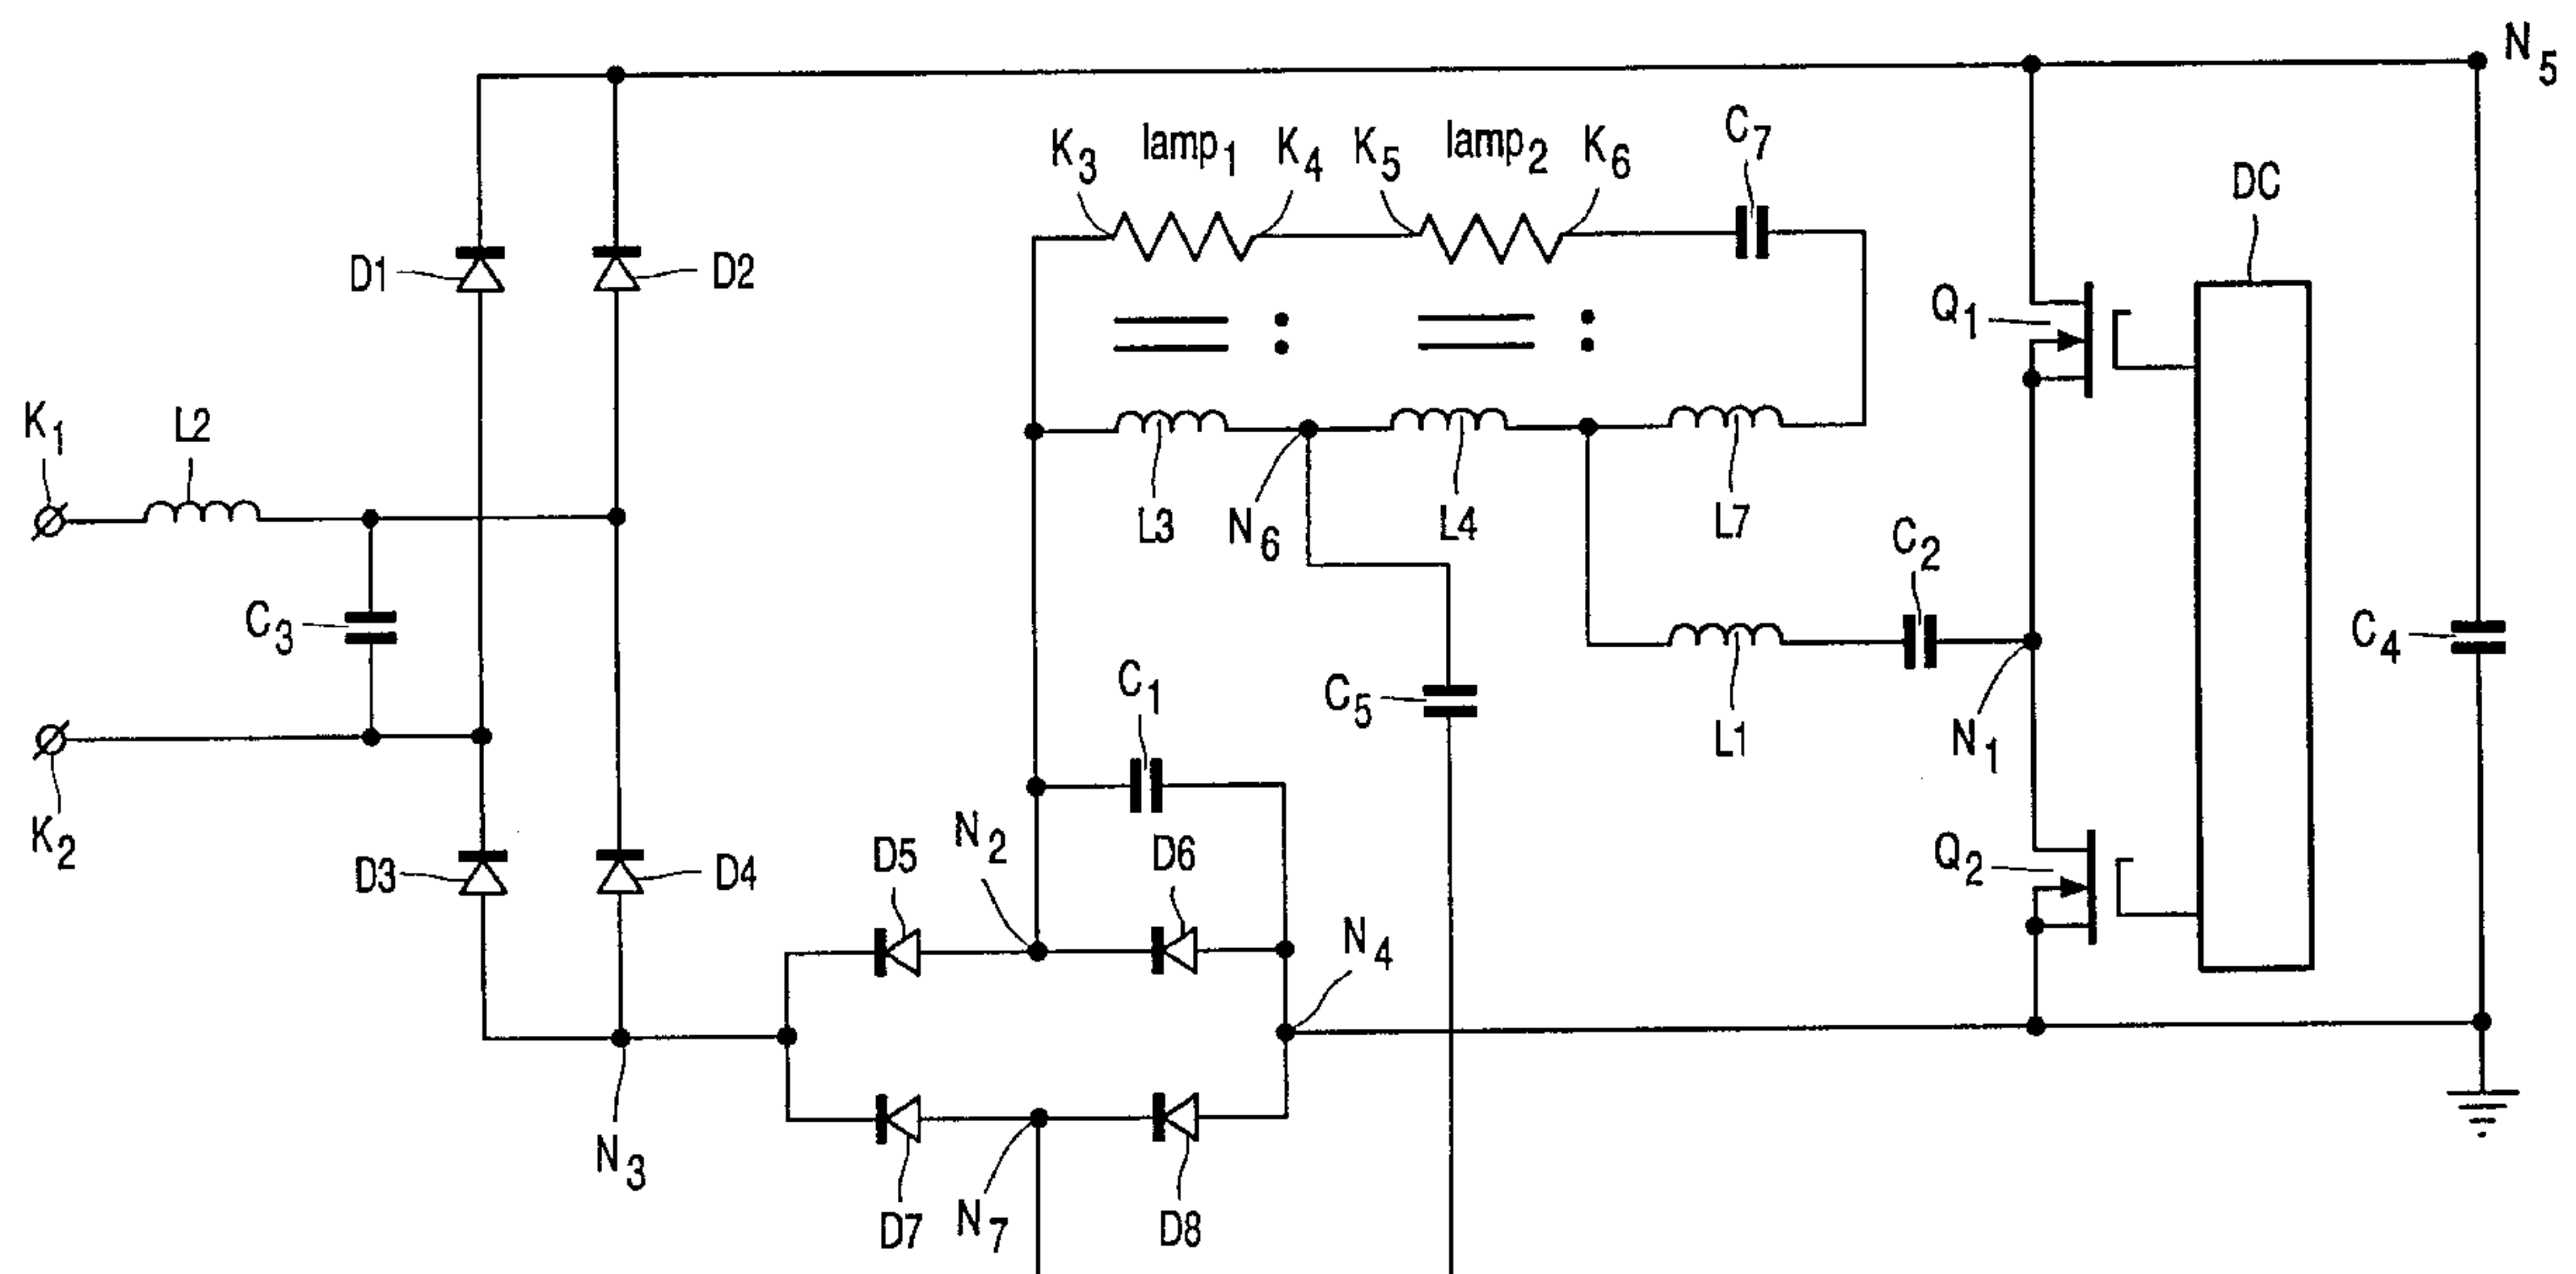 N5
K3 lamp1 K4 K5 lamp2 K6 C7
DC
D1 D2
Q1
K1 L2
L3 N6 L4 L7
C2
C3
C4
C1 C5 L1 N1
K2
N2
D5 D6 Q2
D3 D4
N4
N3
D7 N7 D8